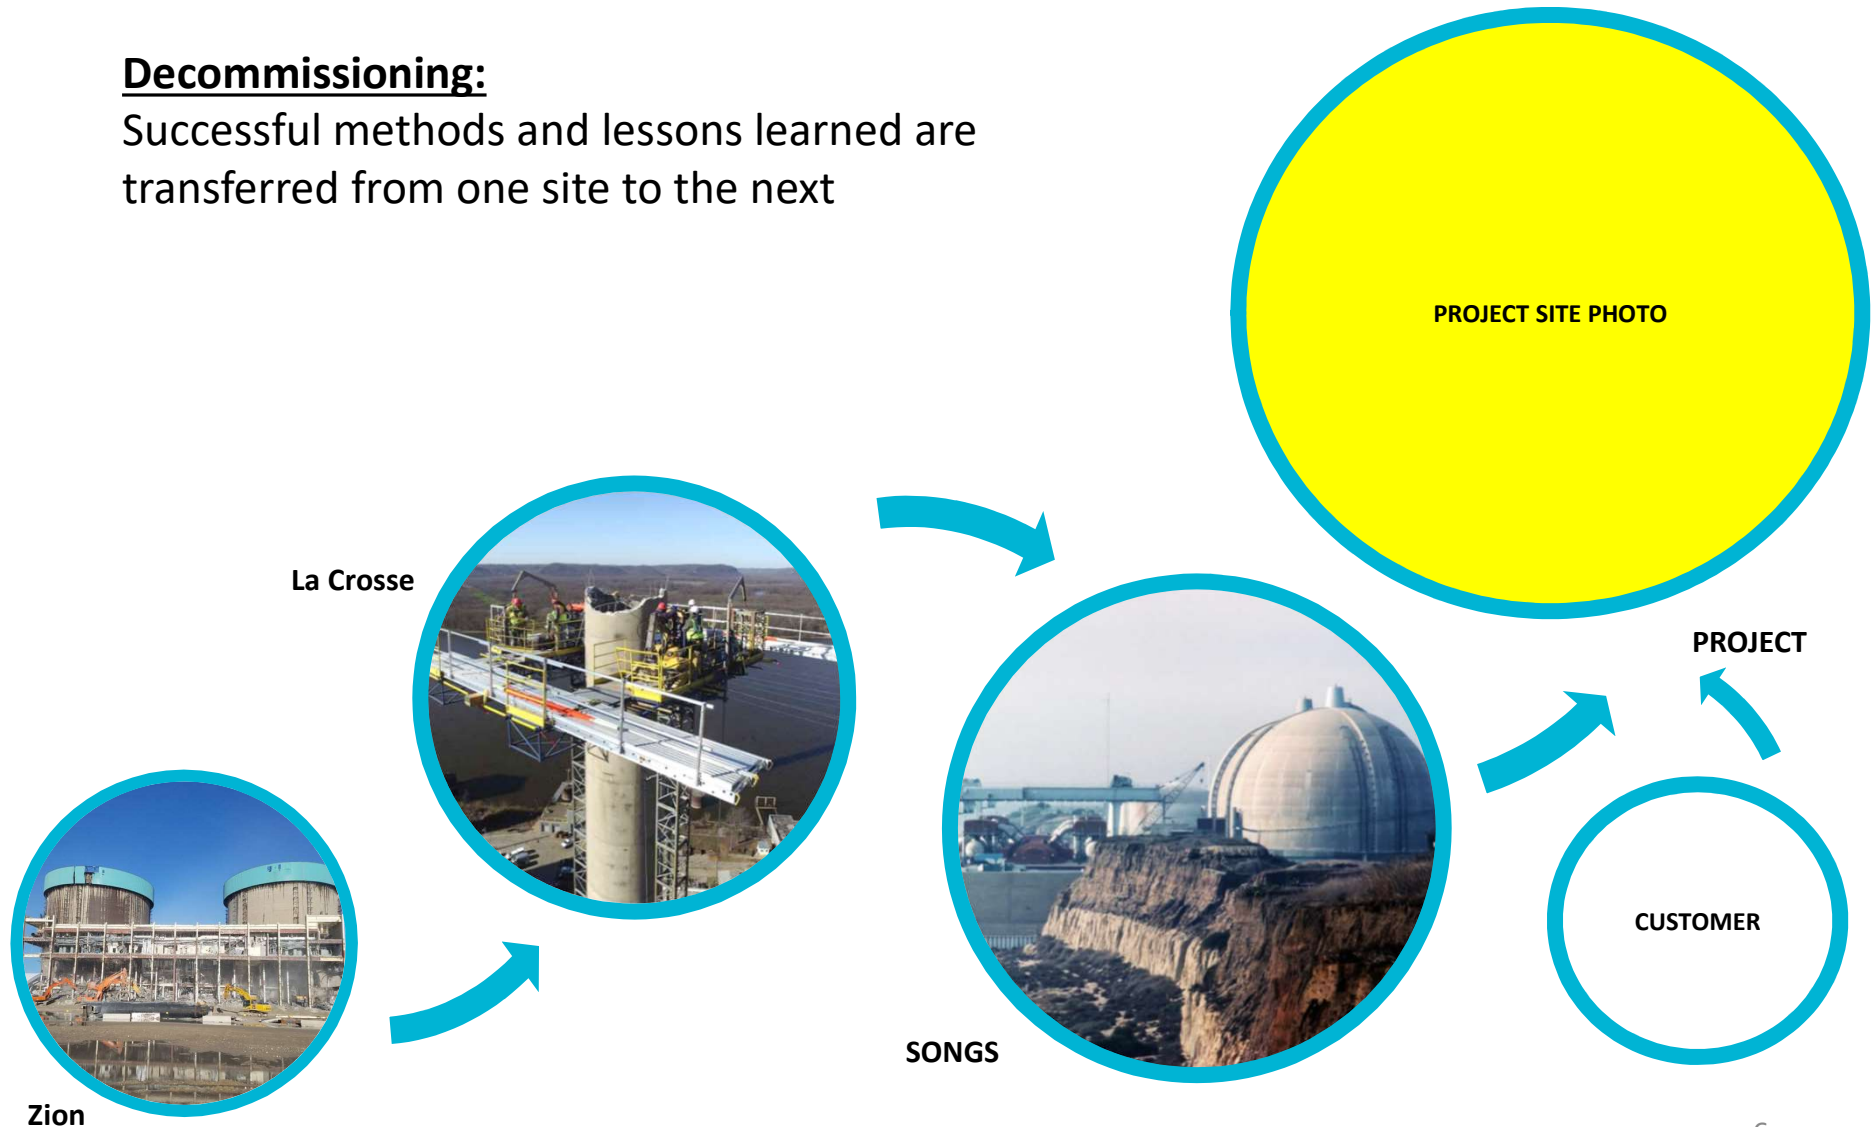 Decommissioning:
Successful methods and lessons learned are
transferred from one site to the next
PROJECT SITE PHOTO
La Crosse
PROJECT
CUSTOMER
SONGS
Zion